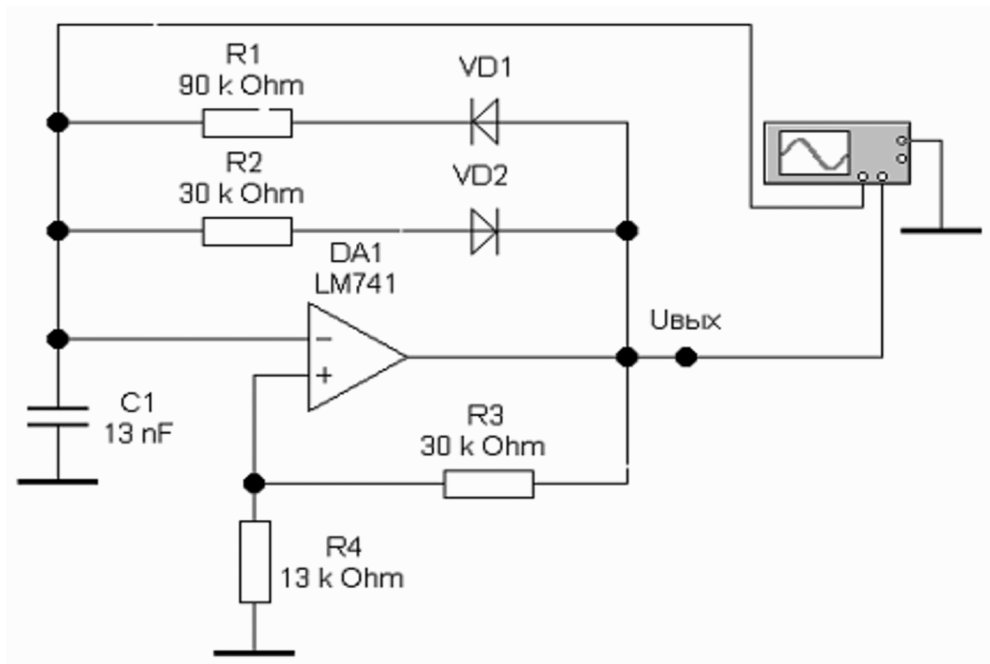 R1
90 k Ohm
VD1
R2
30 k Ohm
VD2
DA1
LM741
−
+
Uвых
C1
13 nF
R3
30 k Ohm
R4
13 k Ohm